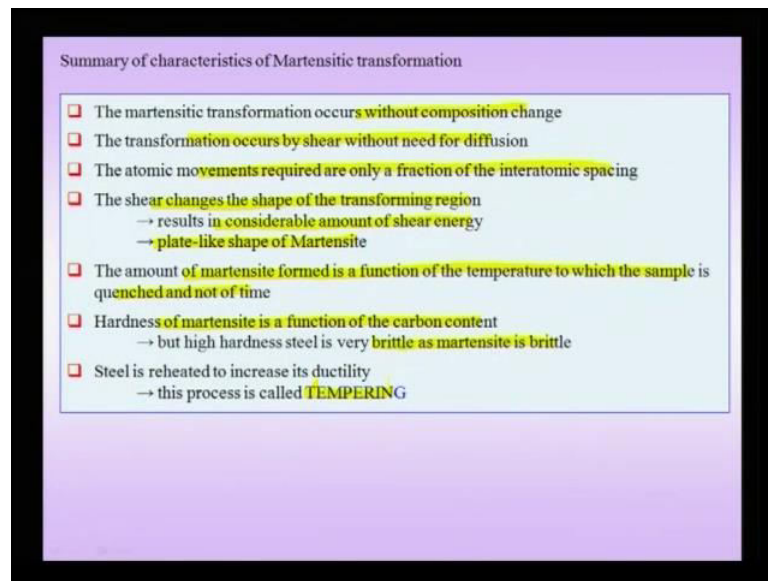 Summary of characteristics of Martensitic transformation
❑ The martensitic transformation occurs without composition change
❑ The transformation occurs by shear without need for diffusion
❑ The atomic movements required are only a fraction of the interatomic spacing
❑ The shear changes the shape of the transforming region
→ results in considerable amount of shear energy
→ plate-like shape of Martensite
❑ The amount of martensite formed is a function of the temperature to which the sample is
quenched and not of time
❑ Hardness of martensite is a function of the carbon content
→ but high hardness steel is very brittle as martensite is brittle
❑ Steel is reheated to increase its ductility
→ this process is called TEMPERING